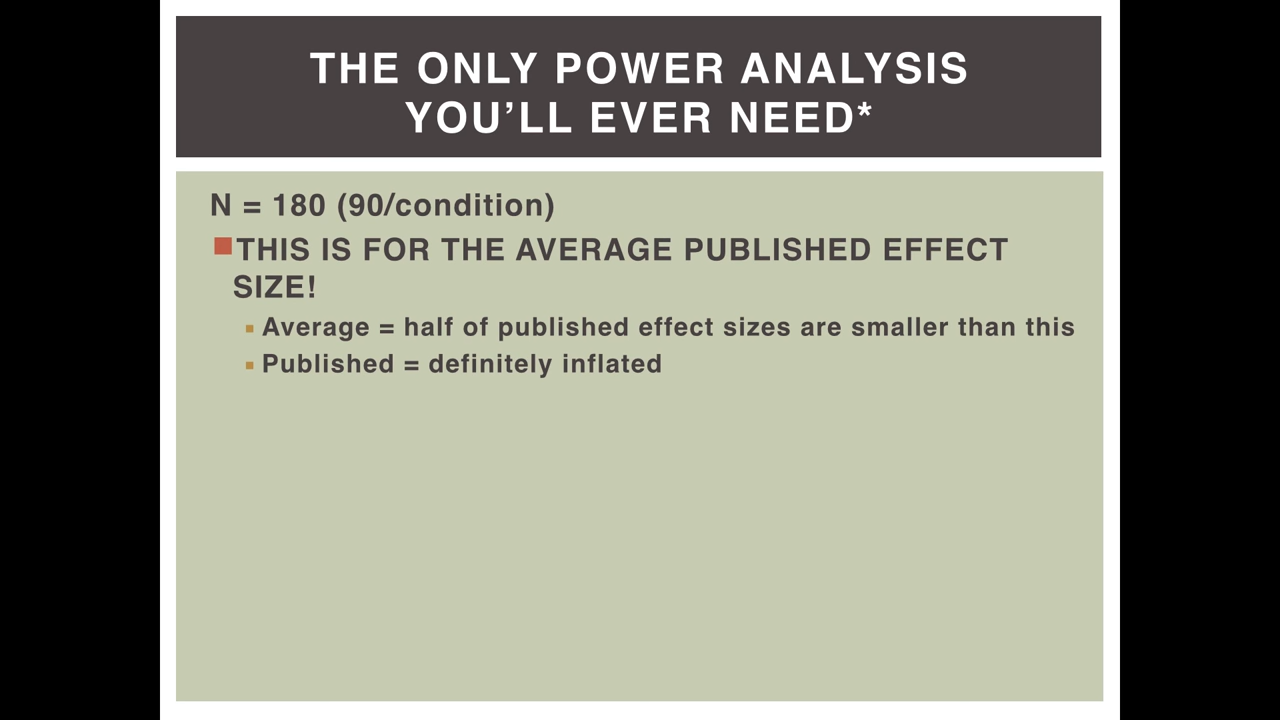 THE ONLY POWER ANALYSIS
YOU'LL EVER NEED*
N = 180 (90/condition)
THIS IS FOR THE AVERAGE PUBLISHED EFFECT
SIZE!
Average = half of published effect sizes are smaller than this
Published = definitely inflated